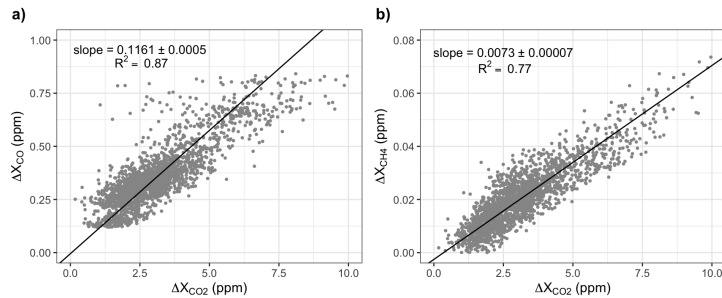 a)
slope = 0.1161 ± 0.0005
R² = 0.87
1.00
0.75
0.50
0.25
0.00
ΔX_CO (ppm)
0.0 2.5 5.0 7.5 10.0
ΔX_CO2 (ppm)
b)
slope = 0.0073 ± 0.00007
R² = 0.77
0.08
0.06
0.04
0.02
0.00
ΔX_CH4 (ppm)
0.0 2.5 5.0 7.5 10.0
ΔX_CO2 (ppm)